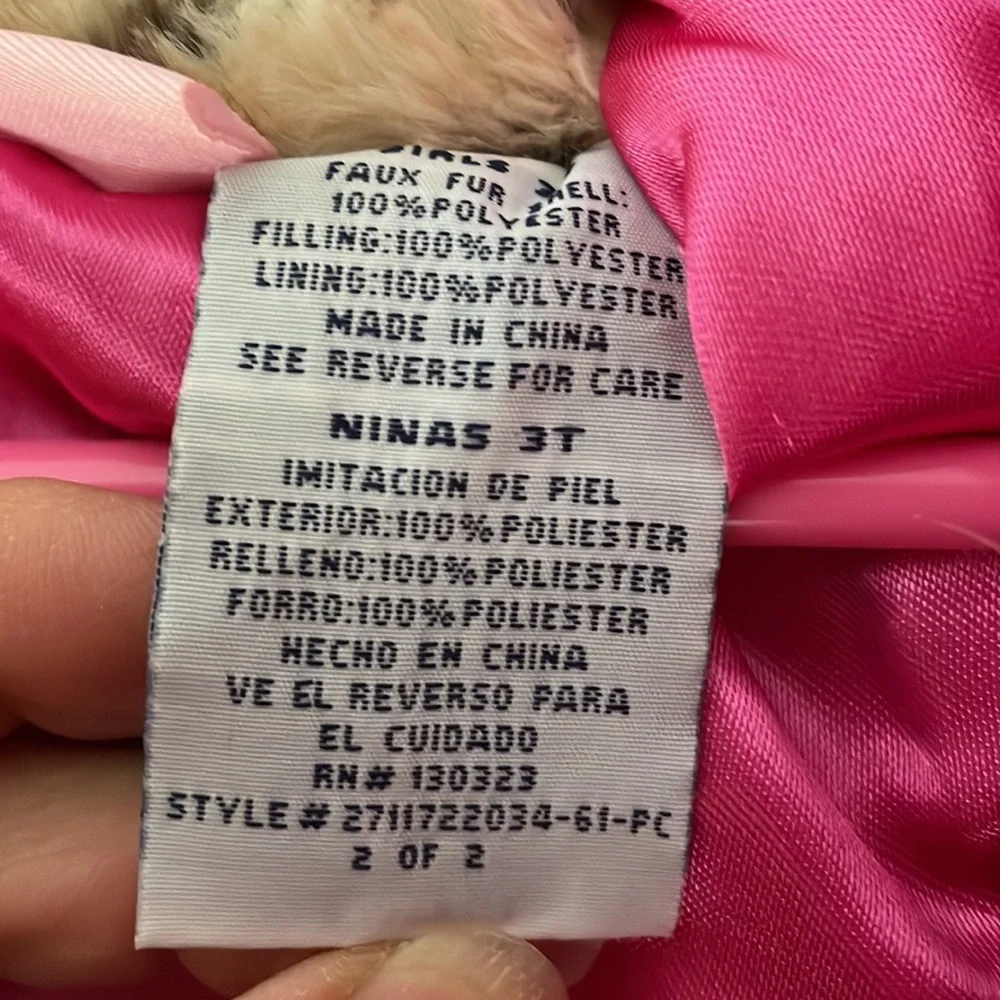 GIRLS
FAUX FUR SHELL:
100%POLYESTER
FILLING:100%POLYESTER
LINING:100%POLYESTER
MADE IN CHINA
SEE REVERSE FOR CARE
NINAS 3T
IMITACION DE PIEL
EXTERIOR:100%POLIESTER
RELLENO:100%POLIESTER
FORRO:100%POLIESTER
HECHO EN CHINA
VE EL REVERSO PARA
EL CUIDADO
RN# 130323
STYLE# 2711722034-61-PC
2 OF 2